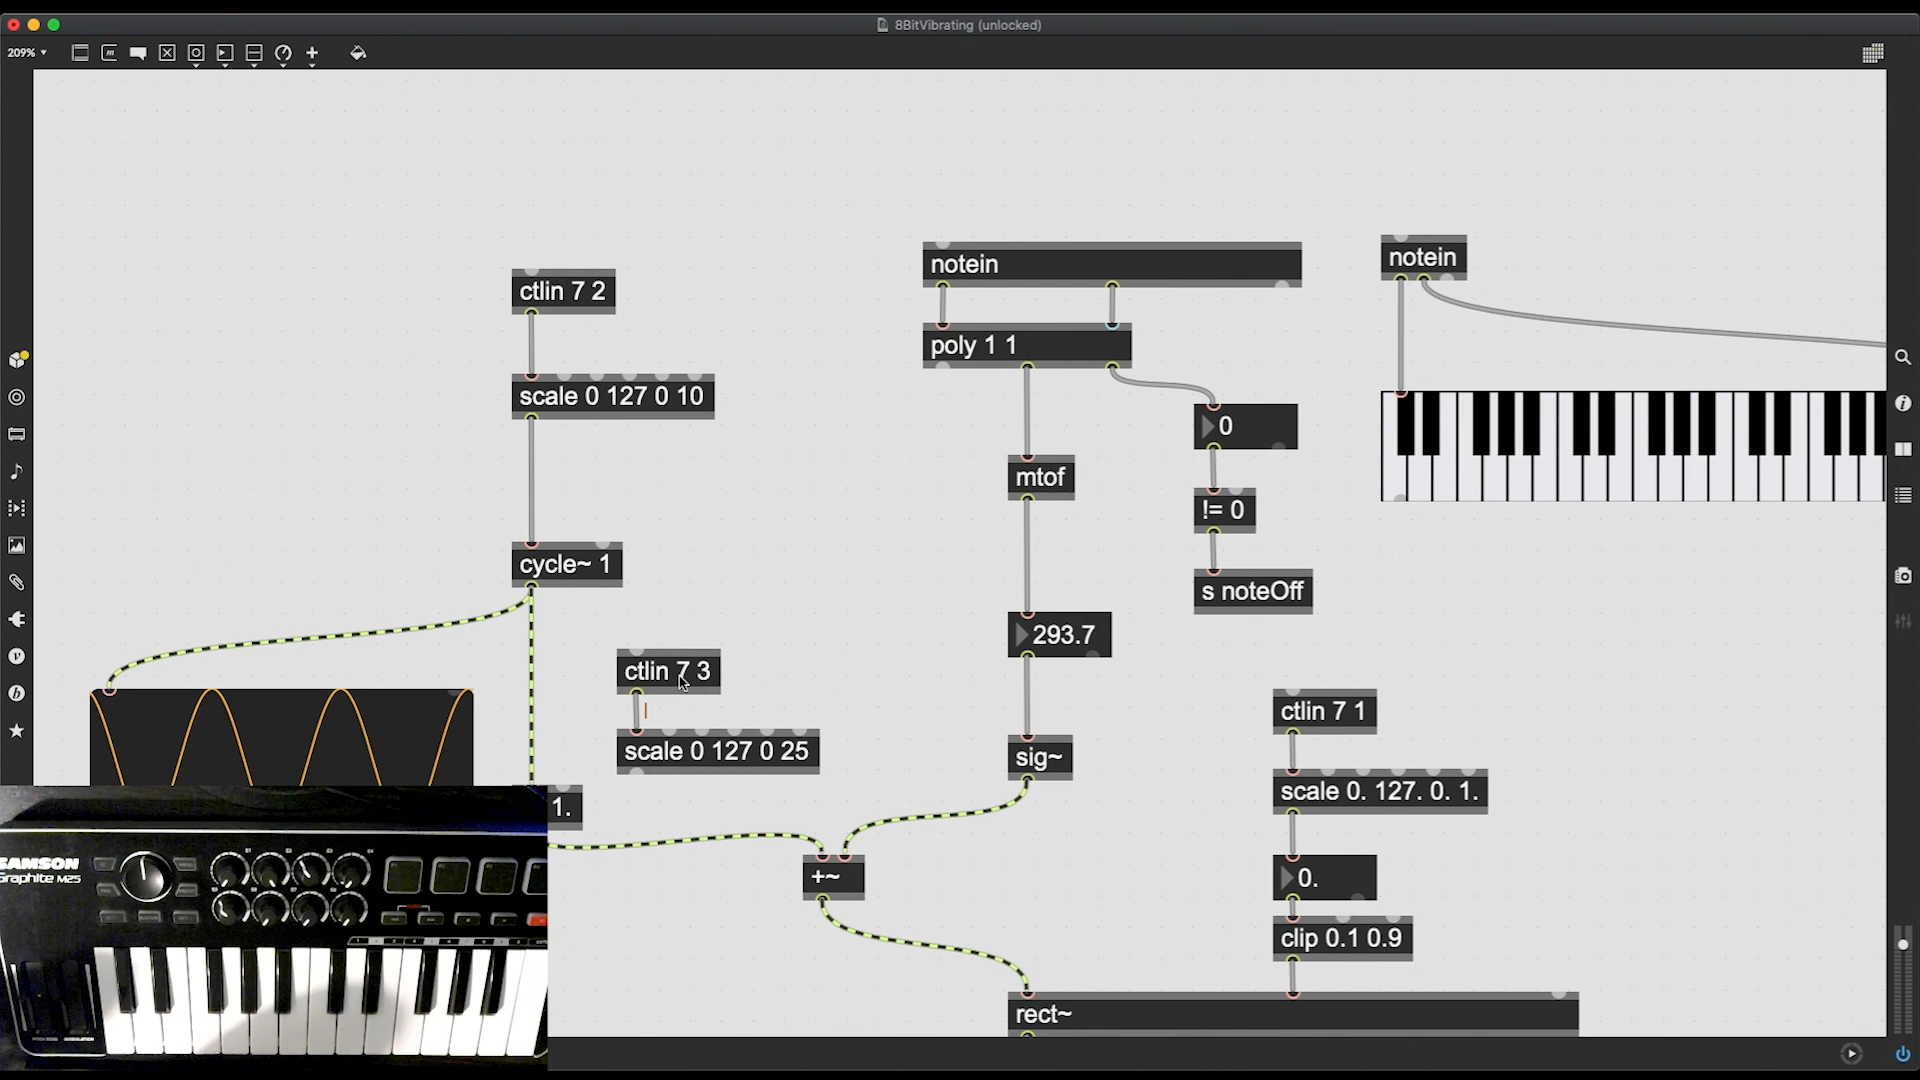 8BitVibrating (unlocked)
209%
notein
notein
ctlin 7 2
poly 1 1
scale 0 127 0 10
0
mtof
!= 0
cycle~ 1
s noteOff
293.7
ctlin 7 3
ctlin 7 1
scale 0 127 0 25
sig~
scale 0. 127. 0. 1.
1.
+~
0.
SAMSON
Graphite M25
clip 0.1 0.9
rect~